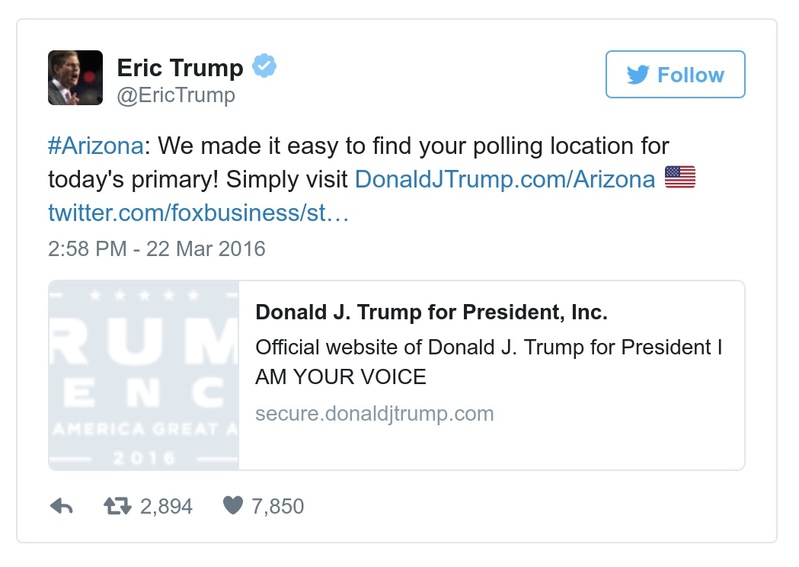 Eric Trump
@EricTrump
Follow
#Arizona: We made it easy to find your polling location for
today's primary! Simply visit DonaldJTrump.com/Arizona 🇺🇸
twitter.com/foxbusiness/st…
2:58 PM - 22 Mar 2016
RUM
ENC
AMERICA GREAT A
2016
Donald J. Trump for President, Inc.
Official website of Donald J. Trump for President I
AM YOUR VOICE
secure.donaldjtrump.com
2,894 7,850